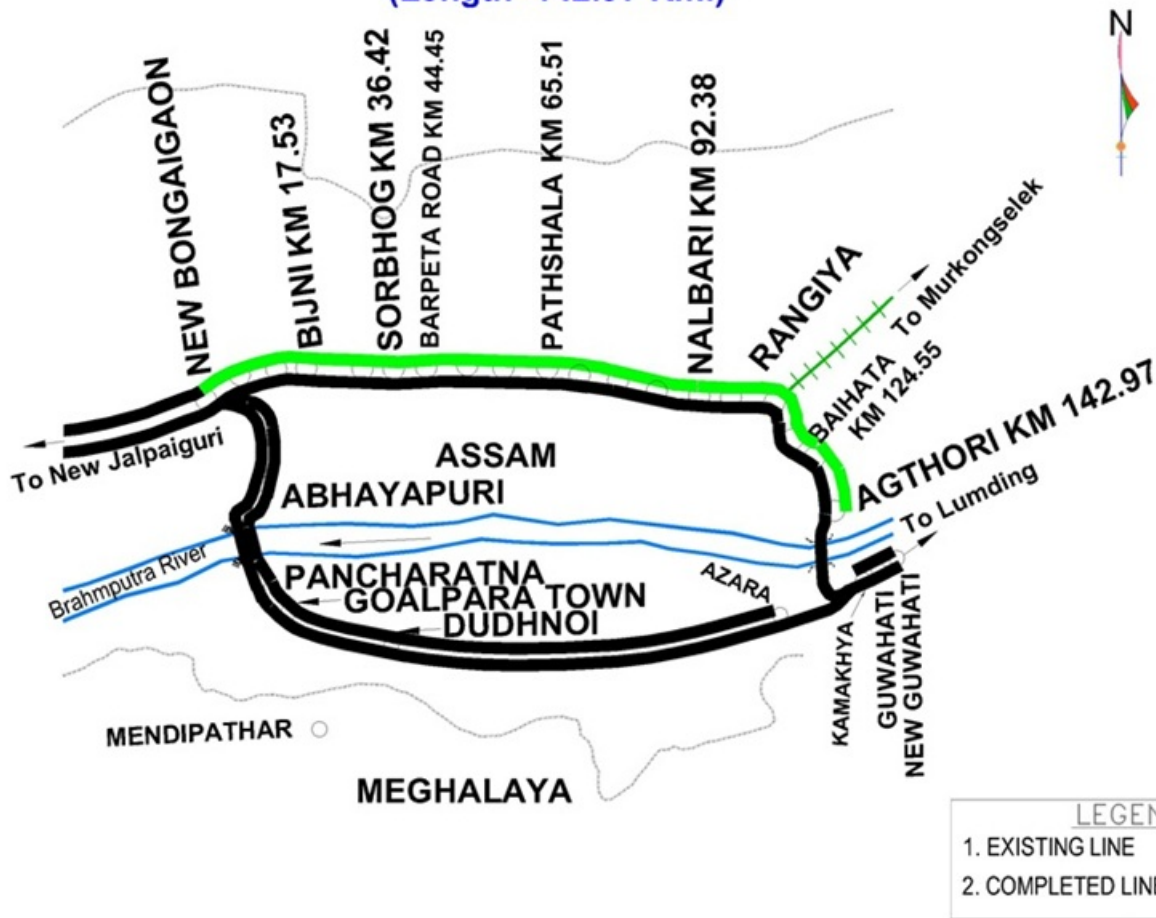 N
NEW BONGAIGAON
BIJNI KM 17.53
SORBHOG KM 36.42
BARPETA ROAD KM 44.45
PATHSHALA KM 65.51
NALBARI KM 92.38
RANGIYA
To Murkongselek
BAIHATA
KM 124.55
AGTHORI KM 142.97
To Lumding
To New Jalpaiguri
ASSAM
ABHAYAPURI
Brahmputra River
PANCHARATNA
GOALPARA TOWN
DUDHNOI
AZARA
KAMAKHYA
GUWAHATI
NEW GUWAHATI
MENDIPATHAR
MEGHALAYA
LEGEN
1. EXISTING LINE
2. COMPLETED LINE